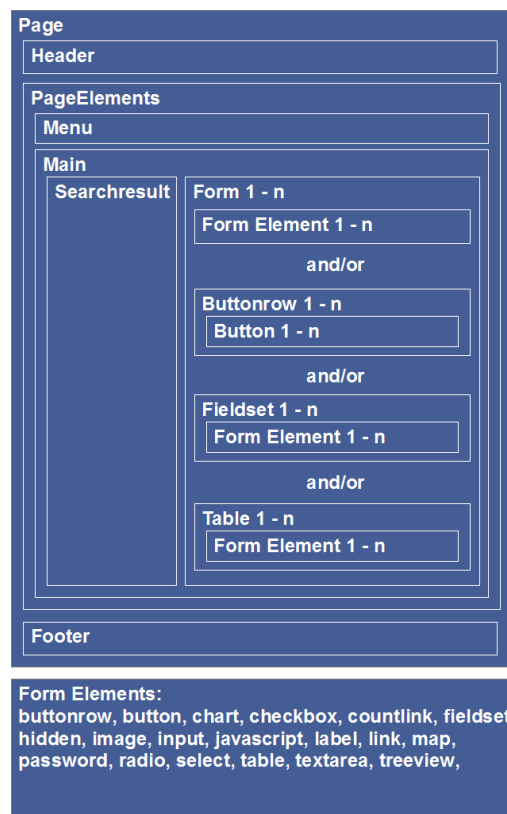 Page
Header
PageElements
Menu
Main
Searchresult
Form 1 - n
Form Element 1 - n
and/or
Buttonrow 1 - n
Button 1 - n
and/or
Fieldset 1 - n
Form Element 1 - n
and/or
Table 1 - n
Form Element 1 - n
Footer
Form Elements:
buttonrow, button, chart, checkbox, countlink, fieldset
hidden, image, input, javascript, label, link, map,
password, radio, select, table, textarea, treeview,